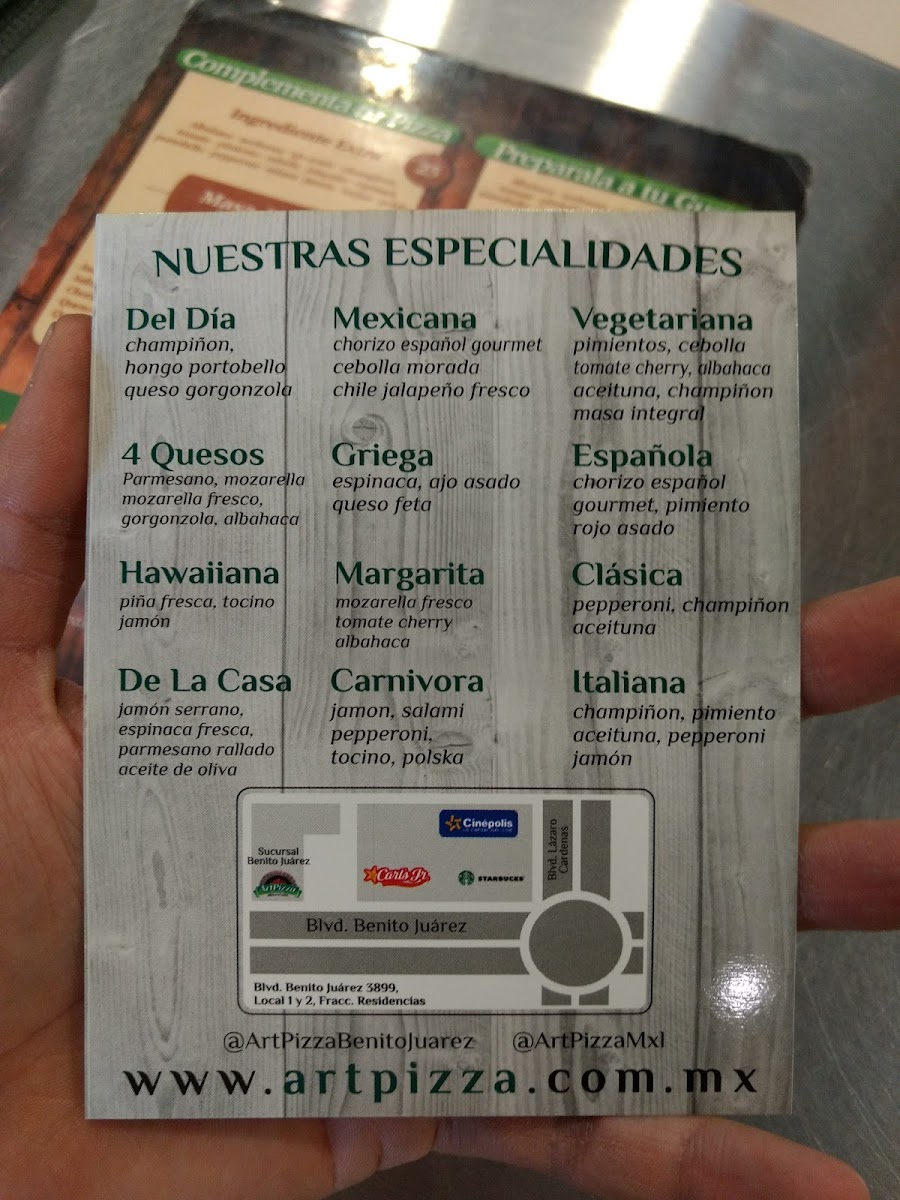 Complementa tu Pizza
Ingrediente Extra
25
Masa
Preparala a tu
NUESTRAS ESPECIALIDADES
Del Día
champiñon,
hongo portobello
queso gorgonzola
Mexicana
chorizo español gourmet
cebolla morada
chile jalapeño fresco
Vegetariana
pimientos, cebolla
tomate cherry, albahaca
aceituna, champiñon
masa integral
4 Quesos
Parmesano, mozarella
mozarella fresco,
gorgonzola, albahaca
Griega
espinaca, ajo asado
queso feta
Española
chorizo español
gourmet, pimiento
rojo asado
Hawaiiana
piña fresca, tocino
jamón
Margarita
mozarella fresco
tomate cherry
albahaca
Clásica
pepperoni, champiñon
aceituna
De La Casa
jamón serrano,
espinaca fresca,
parmesano rallado
aceite de oliva
Carnivora
jamon, salami
pepperoni,
tocino, polska
Italiana
champiñon, pimiento
aceituna, pepperoni
jamón
Cinépolis
Sucursal
Benito Juárez
ArtPizza
Carl's Jr.
STARBUCKS
Blvd. Lázaro
Cardenas
Blvd. Benito Juárez
Blvd. Benito Juárez 3899,
Local 1 y 2, Fracc. Residencias
@ArtPizzaBenitoJuarez @ArtPizzaMxl
www.artpizza.com.mx